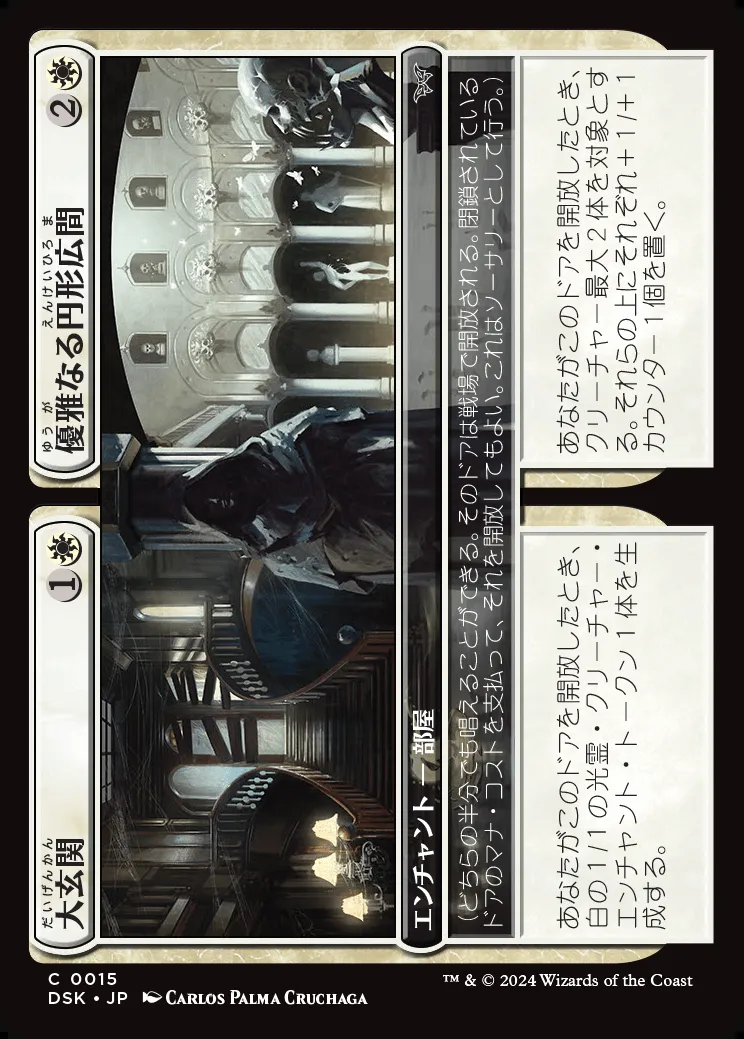 だいげんかん
大玄関
1
エンチャント — 部屋
(どちらの半分でも唱えることができる。そのドアは戦場で開放される。閉鎖されている
ドアのマナ・コストを支払って、それを開放してもよい。これはソーサリーとして行う。)
あなたがこのドアを開放したとき、
白の1/1の光霊・クリーチャー・
エンチャント・トークン1体を生
成する。
ゆうが えんけいひろま
優雅なる円形広間
2
あなたがこのドアを開放したとき、
クリーチャー最大2体を対象とす
る。それらの上にそれぞれ+1/+1
カウンター1個を置く。
C 0015
DSK • JP CARLOS PALMA CRUCHAGA
™ & © 2024 Wizards of the Coast